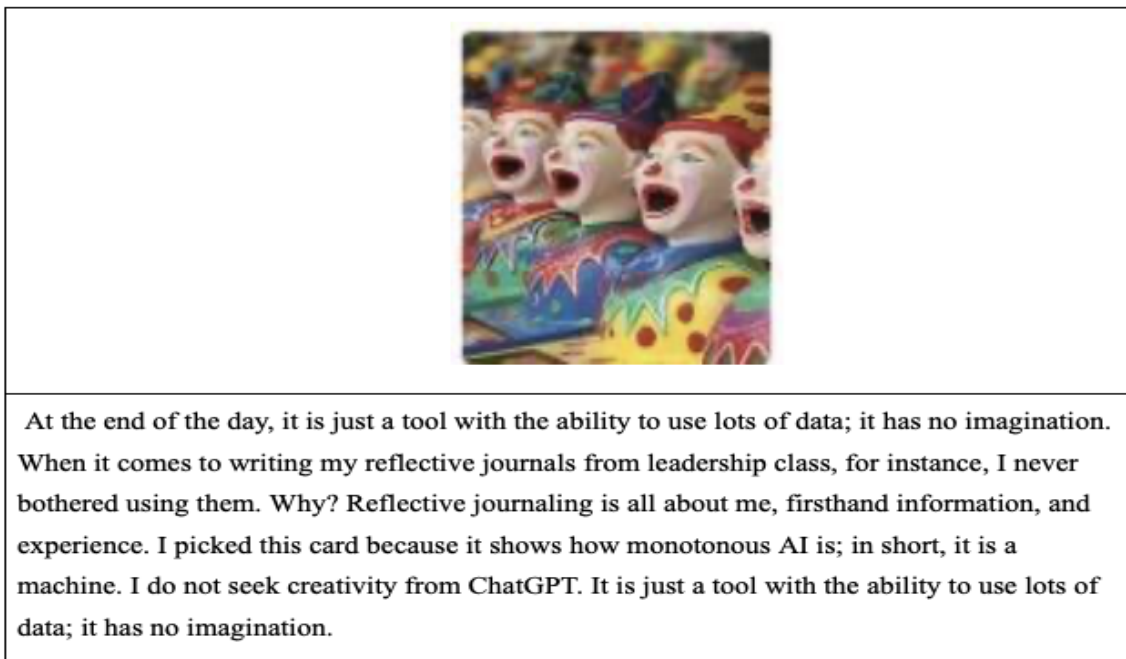 At the end of the day, it is just a tool with the ability to use lots of data; it has no imagination.
When it comes to writing my reflective journals from leadership class, for instance, I never
bothered using them. Why? Reflective journaling is all about me, firsthand information, and
experience. I picked this card because it shows how monotonous AI is; in short, it is a
machine. I do not seek creativity from ChatGPT. It is just a tool with the ability to use lots of
data; it has no imagination.